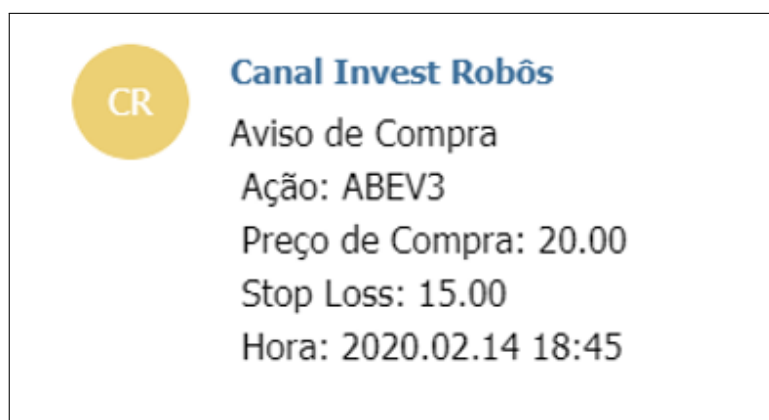 CR
Canal Invest Robôs
Aviso de Compra
Ação: ABEV3
Preço de Compra: 20.00
Stop Loss: 15.00
Hora: 2020.02.14 18:45